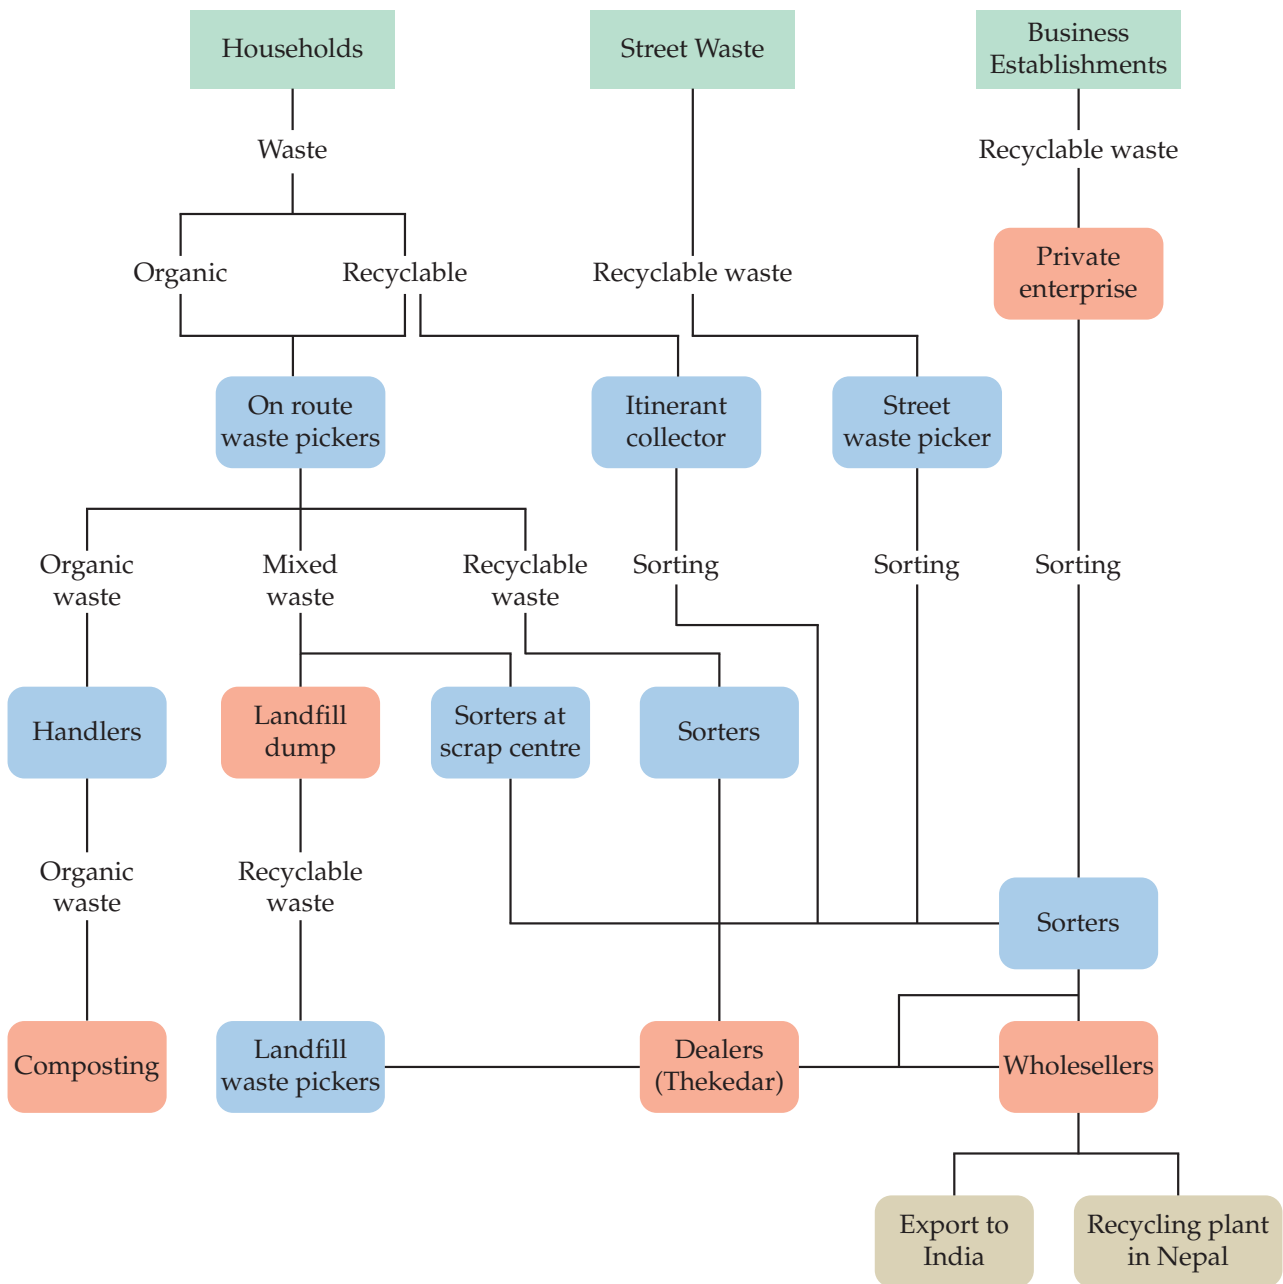 Households
Street Waste
Business
Establishments
Waste
Recyclable waste
Organic
Recyclable
Recyclable waste
Private
enterprise
On route
waste pickers
Itinerant
collector
Street
waste picker
Organic
waste
Mixed
waste
Recyclable
waste
Sorting
Sorting
Sorting
Handlers
Landfill
dump
Sorters at
scrap centre
Sorters
Organic
waste
Recyclable
waste
Sorters
Composting
Landfill
waste pickers
Dealers
(Thekedar)
Wholesellers
Export to
India
Recycling plant
in Nepal